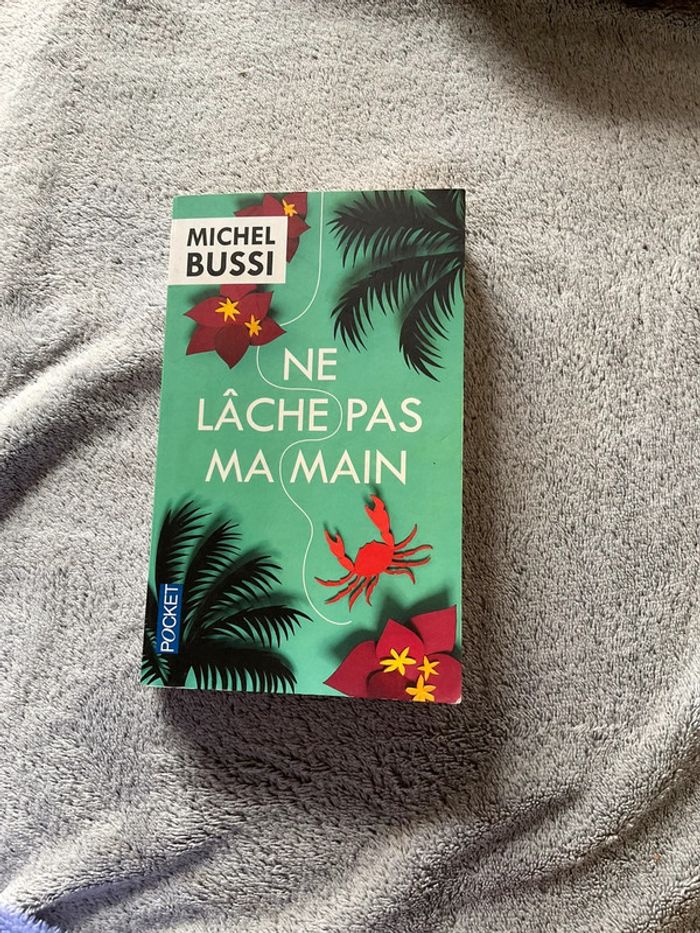 MICHEL
BUSSI
NE
LÂCHE PAS
MA MAIN
POCKET